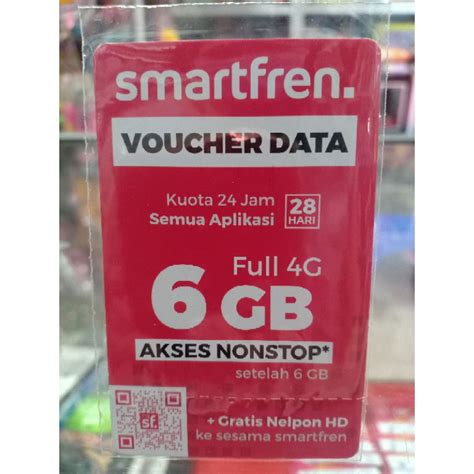 smartfren.
VOUCHER DATA
Kuota 24 Jam
Semua Aplikasi
28
HARI
Full 4G
6 GB
AKSES NONSTOP*
setelah 6 GB
sf.
+ Gratis Nelpon HD
ke sesama smartfren